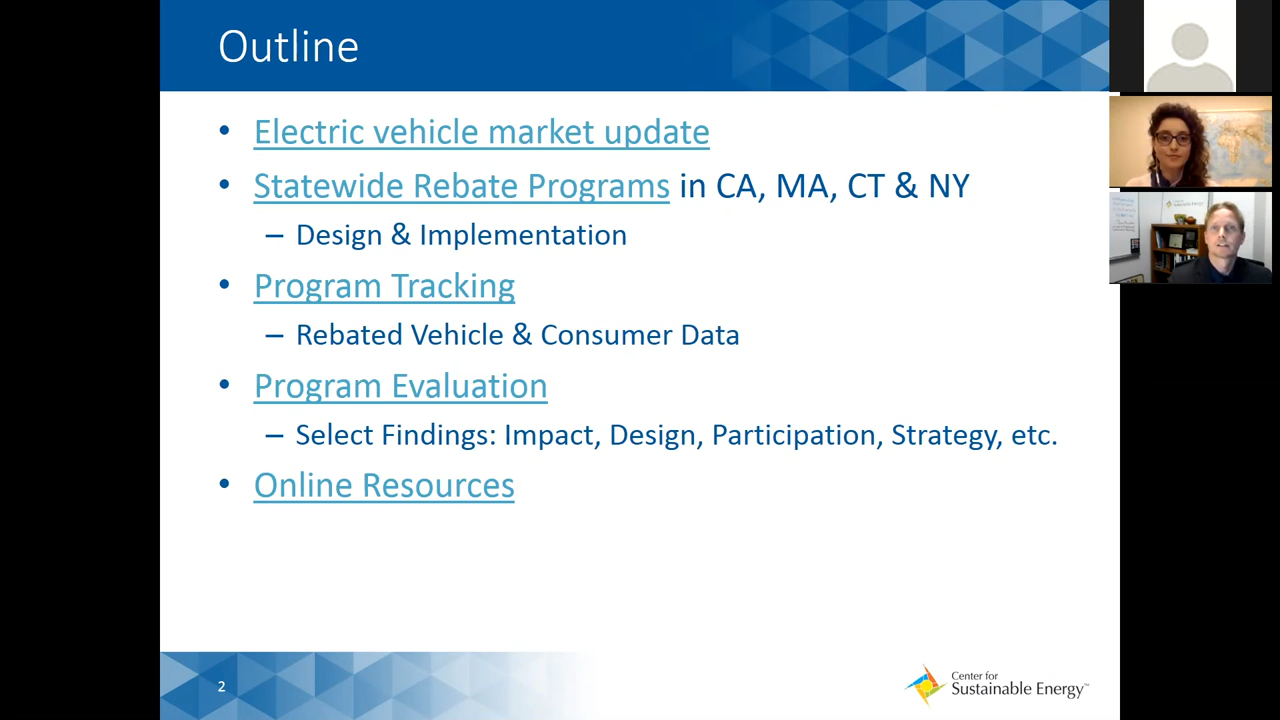 Outline
• Electric vehicle market update
• Statewide Rebate Programs in CA, MA, CT & NY
– Design & Implementation
• Program Tracking
– Rebated Vehicle & Consumer Data
• Program Evaluation
– Select Findings: Impact, Design, Participation, Strategy, etc.
• Online Resources
2
Center for
Sustainable Energy™